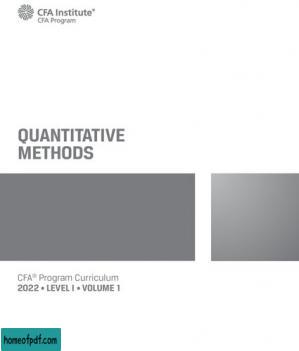 CFA Institute®
CFA Program
QUANTITATIVE
METHODS
CFA® Program Curriculum
2022 • LEVEL I • VOLUME 1
homeofpdf.com